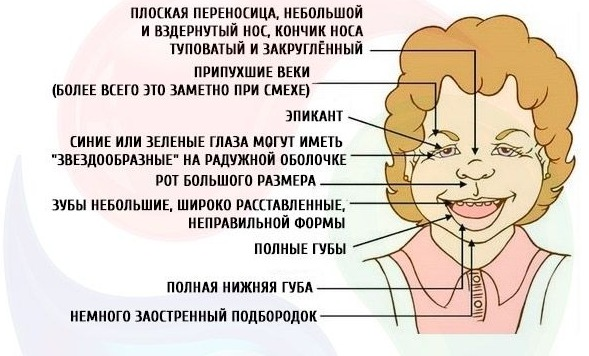 ПЛОСКАЯ ПЕРЕНОСИЦА, НЕБОЛЬШОЙ
И ВЗДЕРНУТЫЙ НОС, КОНЧИК НОСА
ТУПОВАТЫЙ И ЗАКРУГЛЁННЫЙ
ПРИПУХШИЕ ВЕКИ
(БОЛЕЕ ВСЕГО ЭТО ЗАМЕТНО ПРИ СМЕХЕ)
ЭПИКАНТ
СИНИЕ ИЛИ ЗЕЛЕНЫЕ ГЛАЗА МОГУТ ИМЕТЬ
"ЗВЕЗДООБРАЗНЫЕ" НА РАДУЖНОЙ ОБОЛОЧКЕ
РОТ БОЛЬШОГО РАЗМЕРА
ЗУБЫ НЕБОЛЬШИЕ, ШИРОКО РАССТАВЛЕННЫЕ,
НЕПРАВИЛЬНОЙ ФОРМЫ
ПОЛНЫЕ ГУБЫ
ПОЛНАЯ НИЖНЯЯ ГУБА
НЕМНОГО ЗАОСТРЕННЫЙ ПОДБОРОДОК